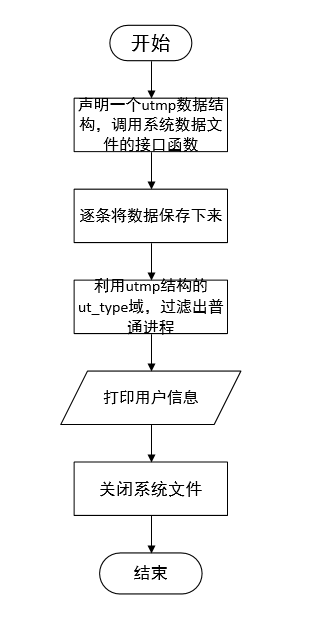 开始
声明一个utmp数据结
构，调用系统数据文
件的接口函数
逐条将数据保存下来
利用utmp结构的
ut_type域，过滤出普
通进程
打印用户信息
关闭系统文件
结束